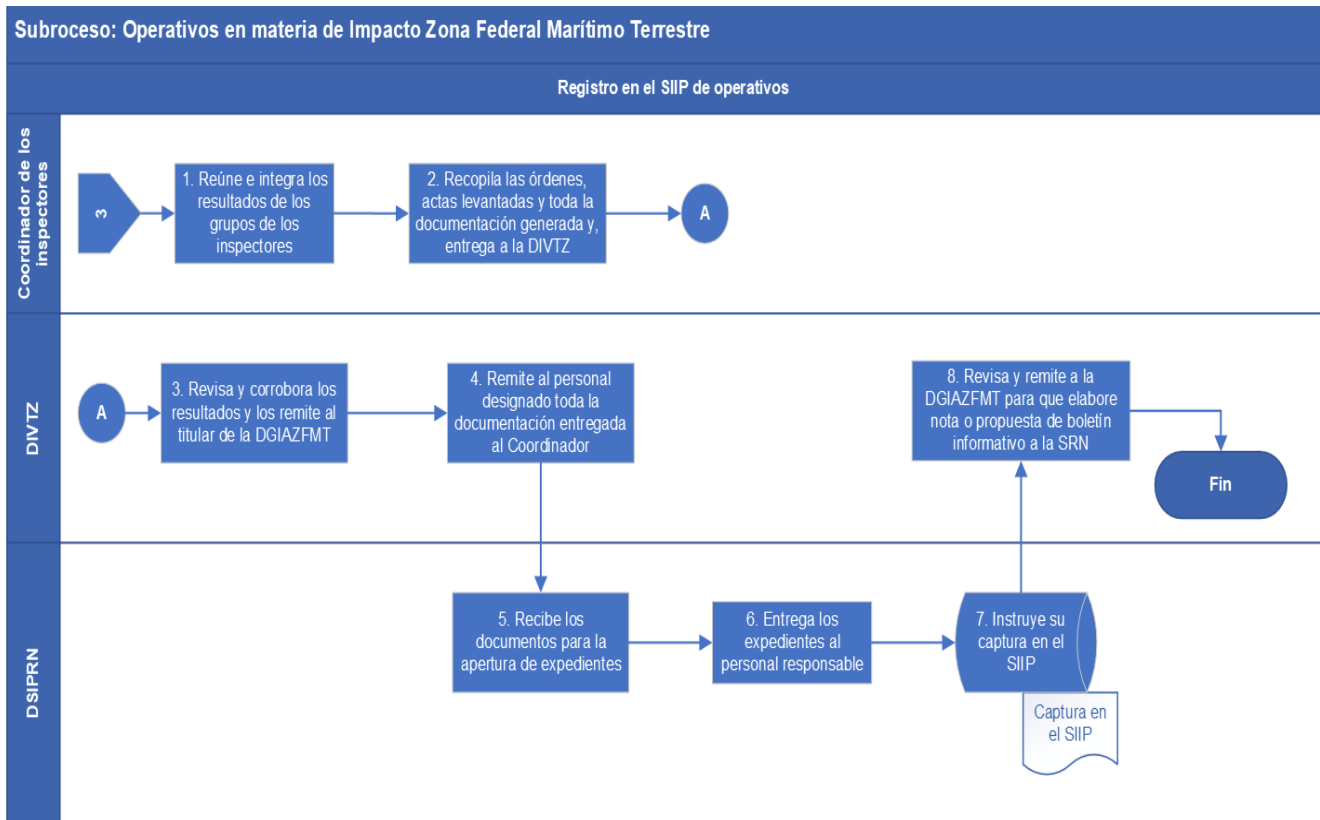 Subroceso: Operativos en materia de Impacto Zona Federal Marítimo Terrestre
Registro en el SIIP de operativos
Coordinador de los
inspectores
3
1. Reúne e integra los
resultados de los
grupos de los
inspectores
2. Recopila las órdenes,
actas levantadas y toda la
documentación generada y,
entrega a la DIVTZ
A
DIVTZ
A
3. Revisa y corrobora los
resultados y los remite al
titular de la DGIAZFMT
4. Remite al personal
designado toda la
documentación entregada
al Coordinador
8. Revisa y remite a la
DGIAZFMT para que elabore
nota o propuesta de boletín
informativo a la SRN
Fin
DSIPRN
5. Recibe los
documentos para la
apertura de expedientes
6. Entrega los
expedientes al
personal responsable
7. Instruye su
captura en el
SIIP
Captura en
el SIIP